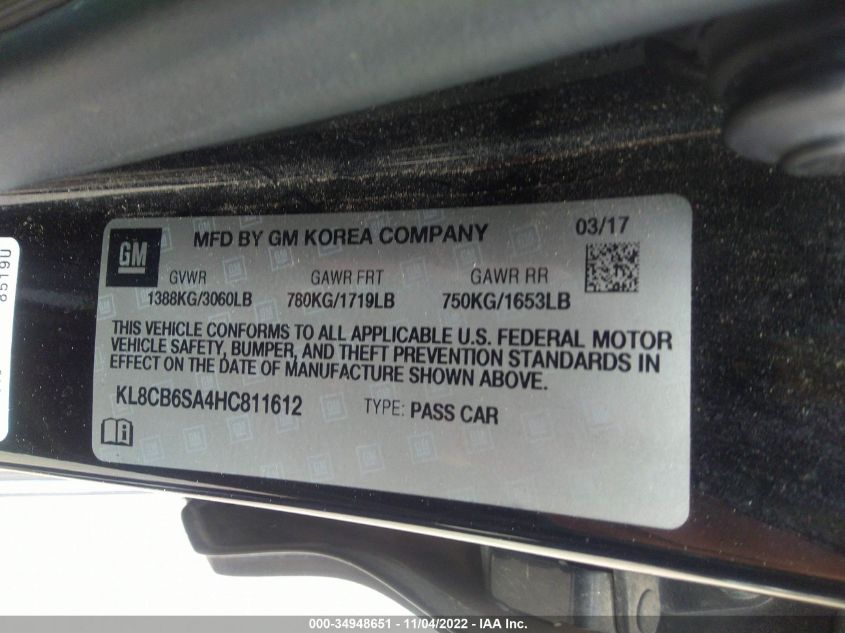 GM
MFD BY GM KOREA COMPANY
03/17
GVWR GAWR FRT GAWR RR
1388KG/3060LB 780KG/1719LB 750KG/1653LB
THIS VEHICLE CONFORMS TO ALL APPLICABLE U.S. FEDERAL MOTOR
VEHICLE SAFETY, BUMPER, AND THEFT PREVENTION STANDARDS IN
EFFECT ON THE DATE OF MANUFACTURE SHOWN ABOVE.
KL8CB6SA4HC811612 TYPE: PASS CAR
8519U
000-34948651 - 11/04/2022 - IAA Inc.